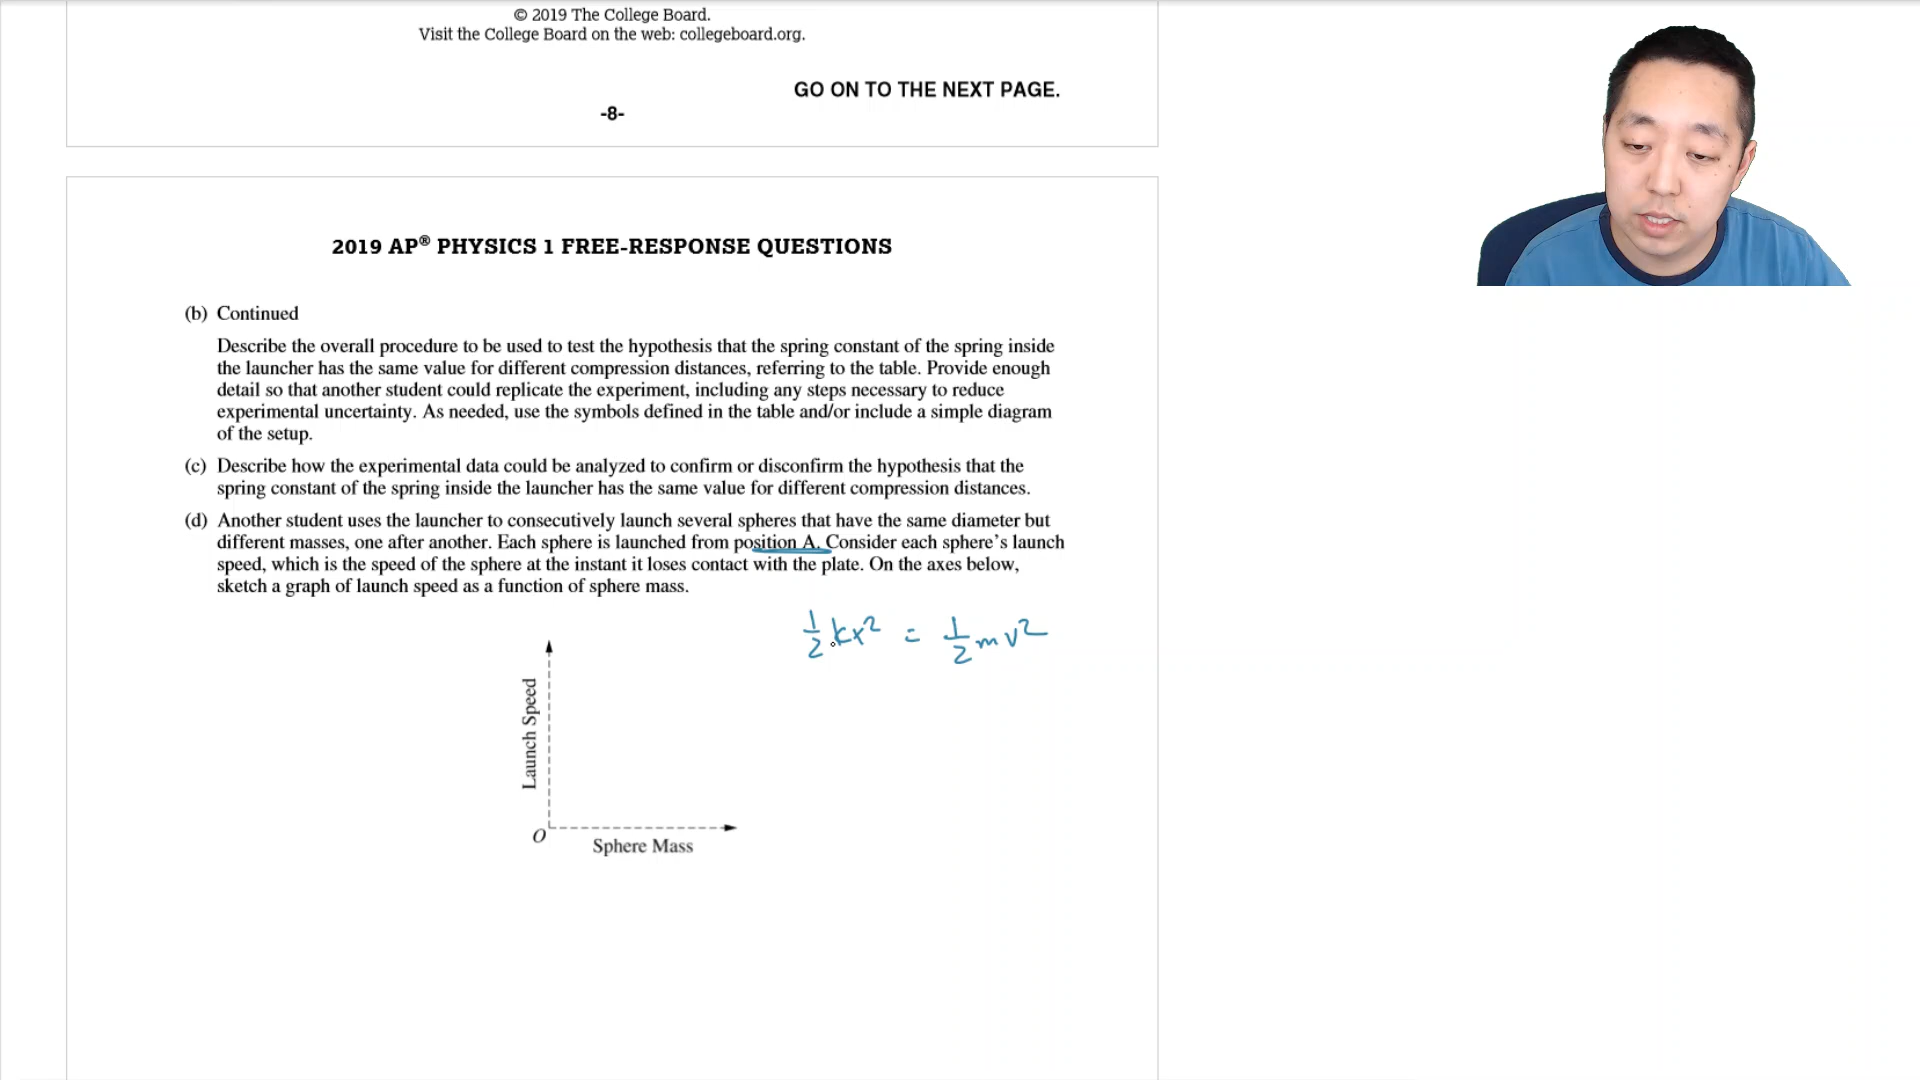 © 2019 The College Board.
Visit the College Board on the web: collegeboard.org.
GO ON TO THE NEXT PAGE.
-8-
2019 AP® PHYSICS 1 FREE-RESPONSE QUESTIONS
(b) Continued
Describe the overall procedure to be used to test the hypothesis that the spring constant of the spring inside
the launcher has the same value for different compression distances, referring to the table. Provide enough
detail so that another student could replicate the experiment, including any steps necessary to reduce
experimental uncertainty. As needed, use the symbols defined in the table and/or include a simple diagram
of the setup.
(c) Describe how the experimental data could be analyzed to confirm or disconfirm the hypothesis that the
spring constant of the spring inside the launcher has the same value for different compression distances.
(d) Another student uses the launcher to consecutively launch several spheres that have the same diameter but
different masses, one after another. Each sphere is launched from position A. Consider each sphere’s launch
speed, which is the speed of the sphere at the instant it loses contact with the plate. On the axes below,
sketch a graph of launch speed as a function of sphere mass.
1/2 kx² = 1/2 mv²
Launch Speed
O
Sphere Mass